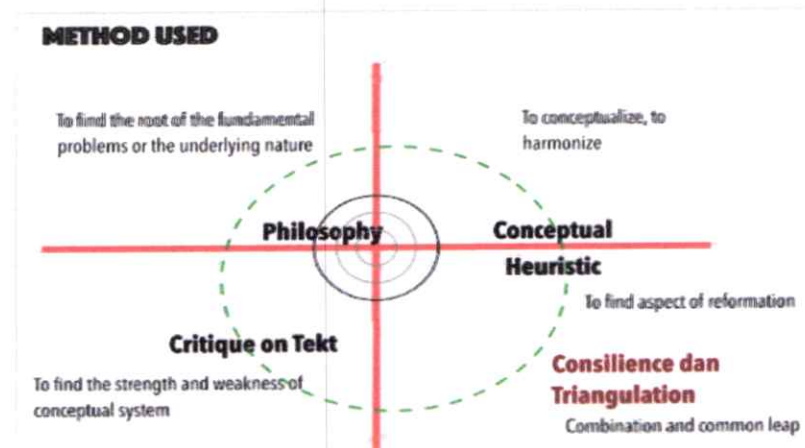 METHOD USED
To find the root of the fundamental
problems or the underlying nature
To conceptualize, to
harmonize
Philosophy
Conceptual
Heuristic
To find aspect of reformation
Critique on Tekt
To find the strength and weakness of
conceptual system
Consilience dan
Triangulation
Combination and common leap